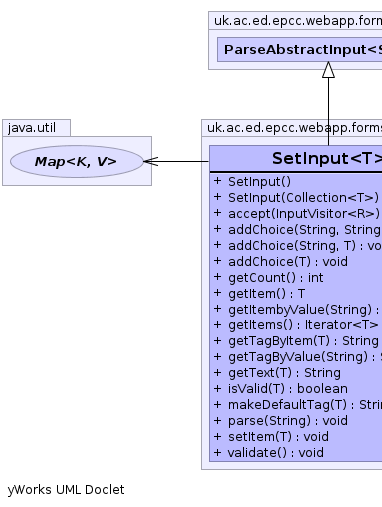 uk.ac.ed.epcc.webapp.form
ParseAbstractInput<S
java.util
Map<K, V>
uk.ac.ed.epcc.webapp.forms
SetInput<T>
+ SetInput()
+ SetInput(Collection<T>)
+ accept(InputVisitor<R>)
+ addChoice(String, String
+ addChoice(String, T) : vo
+ addChoice(T) : void
+ getCount() : int
+ getItem() : T
+ getItembyValue(String) :
+ getItems() : Iterator<T>
+ getTagByItem(T) : String
+ getTagByValue(String) : S
+ getText(T) : String
+ isValid(T) : boolean
+ makeDefaultTag(T) : Strin
+ parse(String) : void
+ setItem(T) : void
+ validate() : void
yWorks UML Doclet